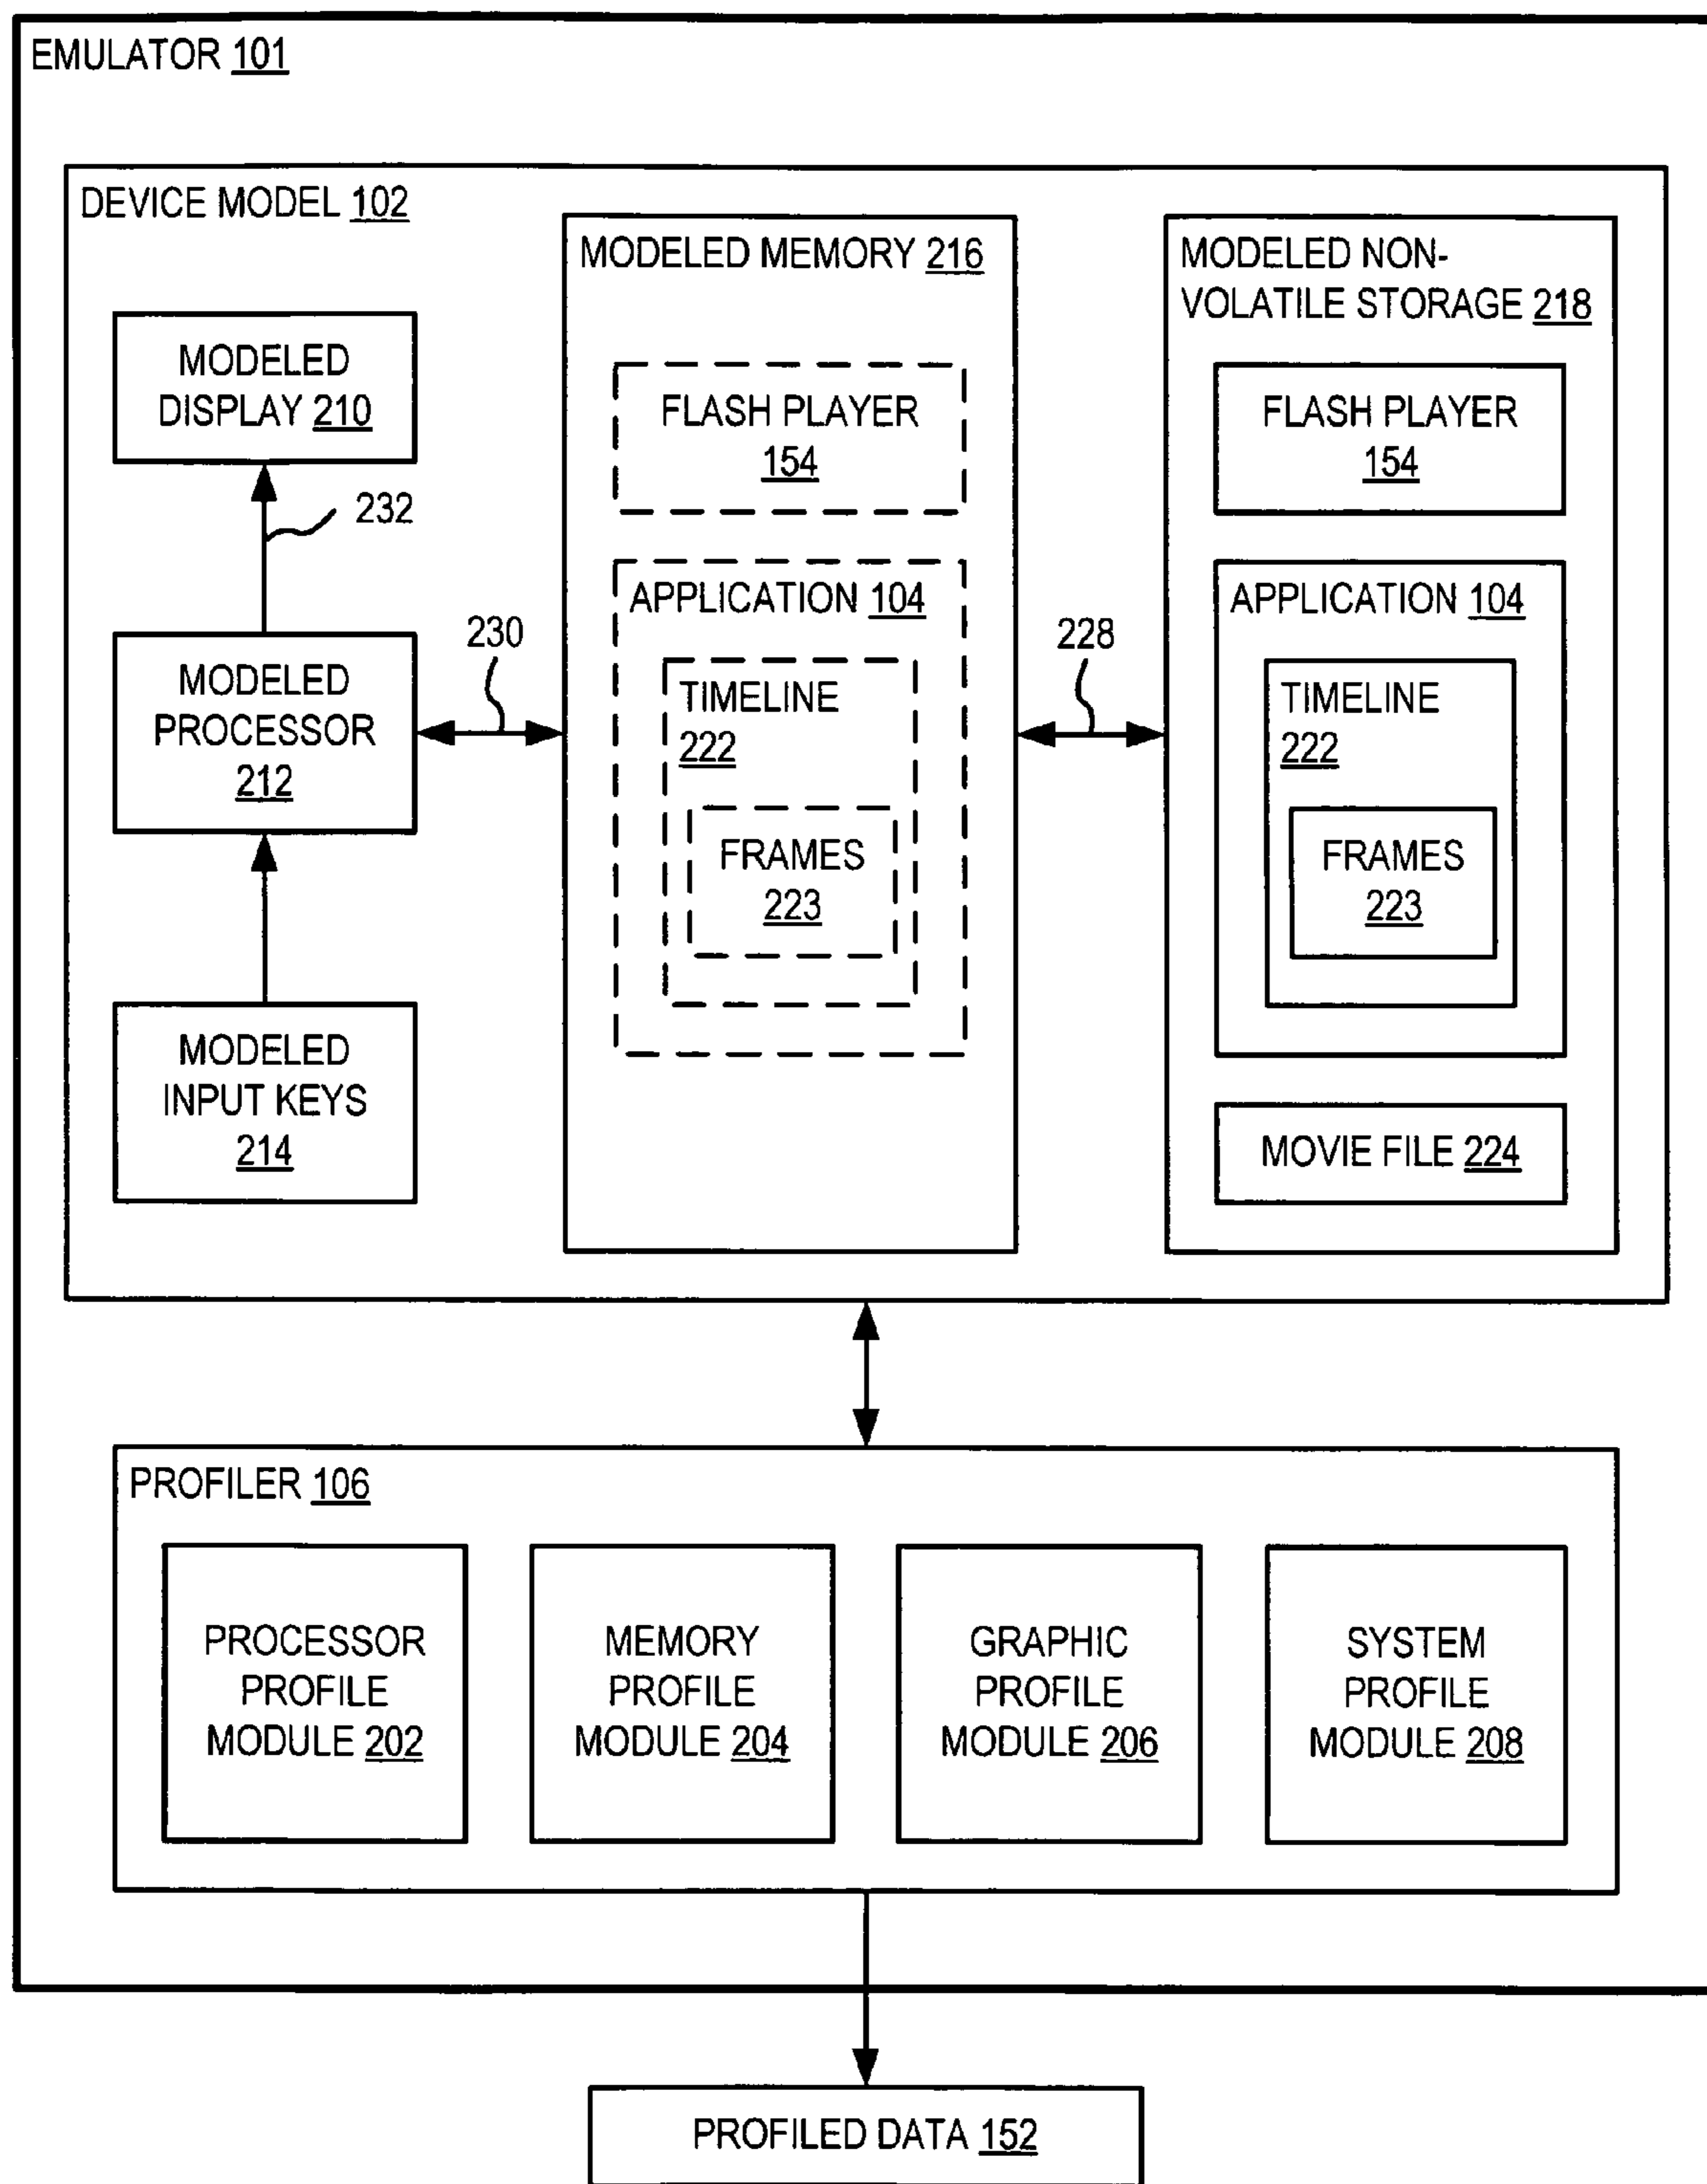 EMULATOR 101
DEVICE MODEL 102
MODELED
DISPLAY 210
232
MODELED
PROCESSOR
212
230
MODELED
INPUT KEYS
214
MODELED MEMORY 216
FLASH PLAYER
154
APPLICATION 104
TIMELINE
222
FRAMES
223
228
MODELED NON-
VOLATILE STORAGE 218
FLASH PLAYER
154
APPLICATION 104
TIMELINE
222
FRAMES
223
MOVIE FILE 224
PROFILER 106
PROCESSOR
PROFILE
MODULE 202
MEMORY
PROFILE
MODULE 204
GRAPHIC
PROFILE
MODULE 206
SYSTEM
PROFILE
MODULE 208
PROFILED DATA 152